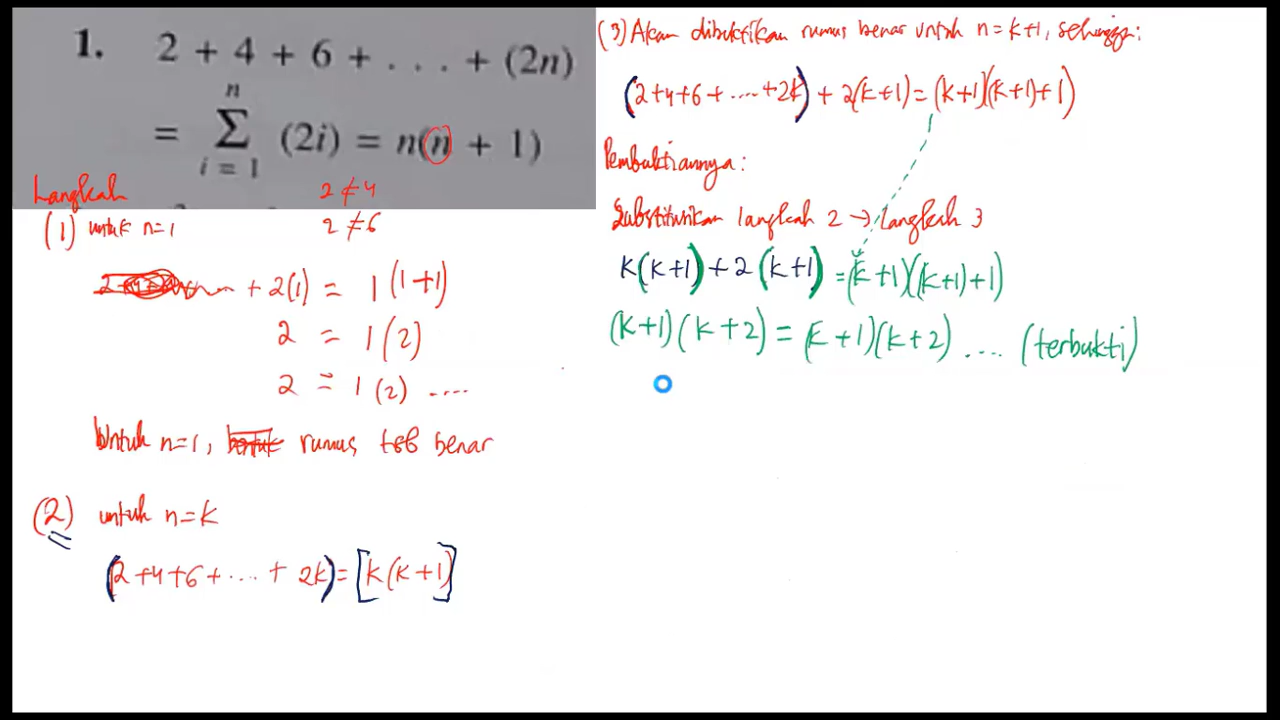 1. 2 + 4 + 6 + . . . + (2n)
= n Σ i = 1 (2i) = n(n + 1)
Langkah
2 ≠ 4
(1) untuk n=1
2 ≠ 6
+ 2(1) = 1 (1+1)
2 = 1(2)
2 = 1 (2) ....
Untuk n=1, rumus tsb benar
(2) untuk n=k
(2+4+6+ .... + 2k) = [k(k+1)]
(3) Akan dibuktikan rumus benar untuk n=k+1, sehingga:
(2+4+6+ ....+2k) + 2(k+1) = (k+1)((k+1)+1)
Pembuktiannya:
Substitusikan langkah 2 → langkah 3
k(k+1) + 2(k+1) = (k+1)((k+1)+1)
(k+1)(k+2) = (k+1)(k+2) .... (terbukti)